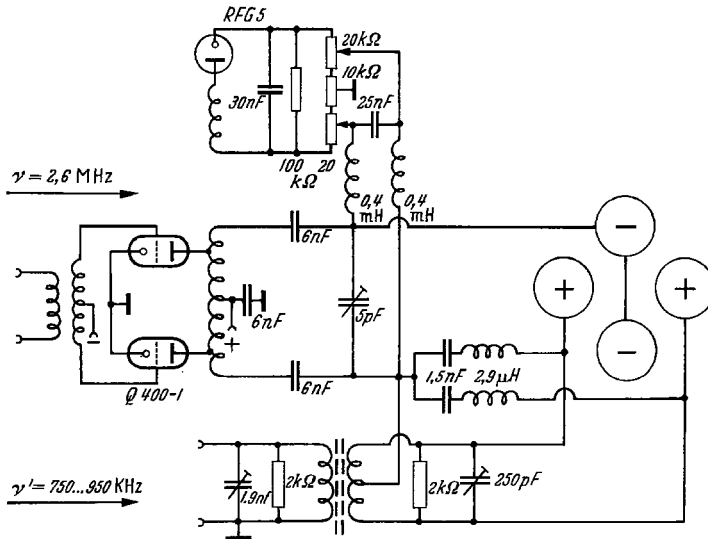 RFG5
20kΩ
10kΩ
30nF
25nF
100
kΩ
20
ν = 2,6 MHz
0,4
mH
0,4
mH
6nF
−
+
+
6nF
5pF
+
−
1,5nF
2,9μH
−
6nF
Q 400-1
ν' = 750...950 KHz
1.9nf
2kΩ
2kΩ
250pF